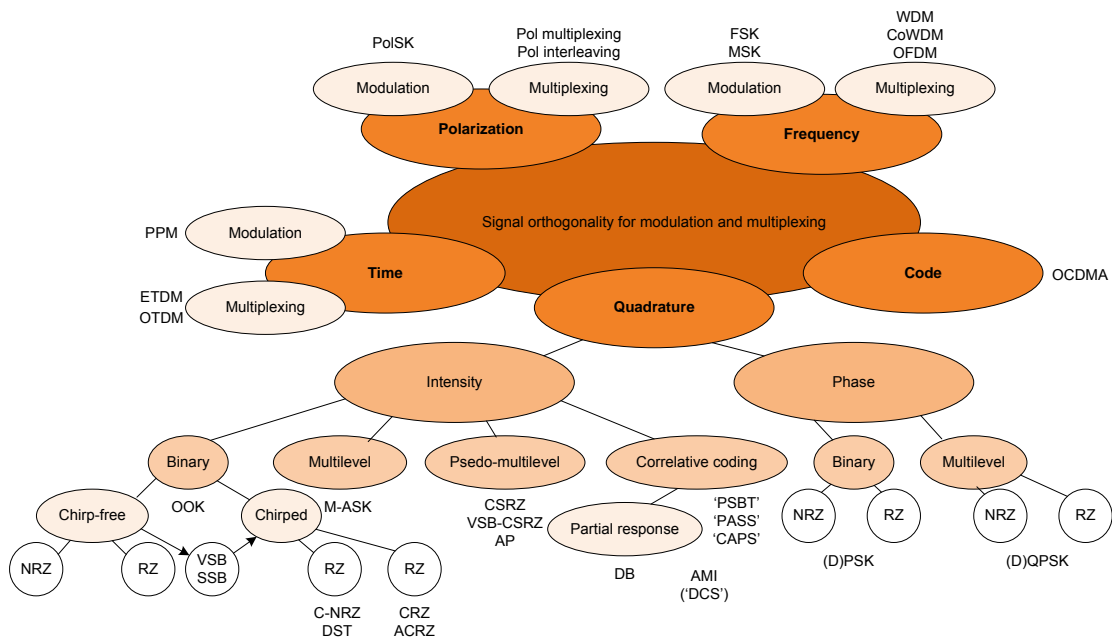 WDM
CoWDM
OFDM
PolSK
Pol multiplexing
Pol interleaving
FSK
MSK
Modulation
Multiplexing
Modulation
Multiplexing
Polarization
Frequency
Signal orthogonality for modulation and multiplexing
PPM
Modulation
Time
Code
OCDMA
ETDM
OTDM
Multiplexing
Quadrature
Intensity
Phase
Binary
Multilevel
Psedo-multilevel
Correlative coding
Binary
Multilevel
OOK
M-ASK
CSRZ
VSB-CSRZ
AP
'PSBT'
'PASS'
'CAPS'
Chirp-free
Chirped
Partial response
NRZ
RZ
NRZ
RZ
NRZ
RZ
VSB
SSB
RZ
RZ
DB
AMI
('DCS')
(D)PSK
(D)QPSK
C-NRZ
DST
CRZ
ACRZ